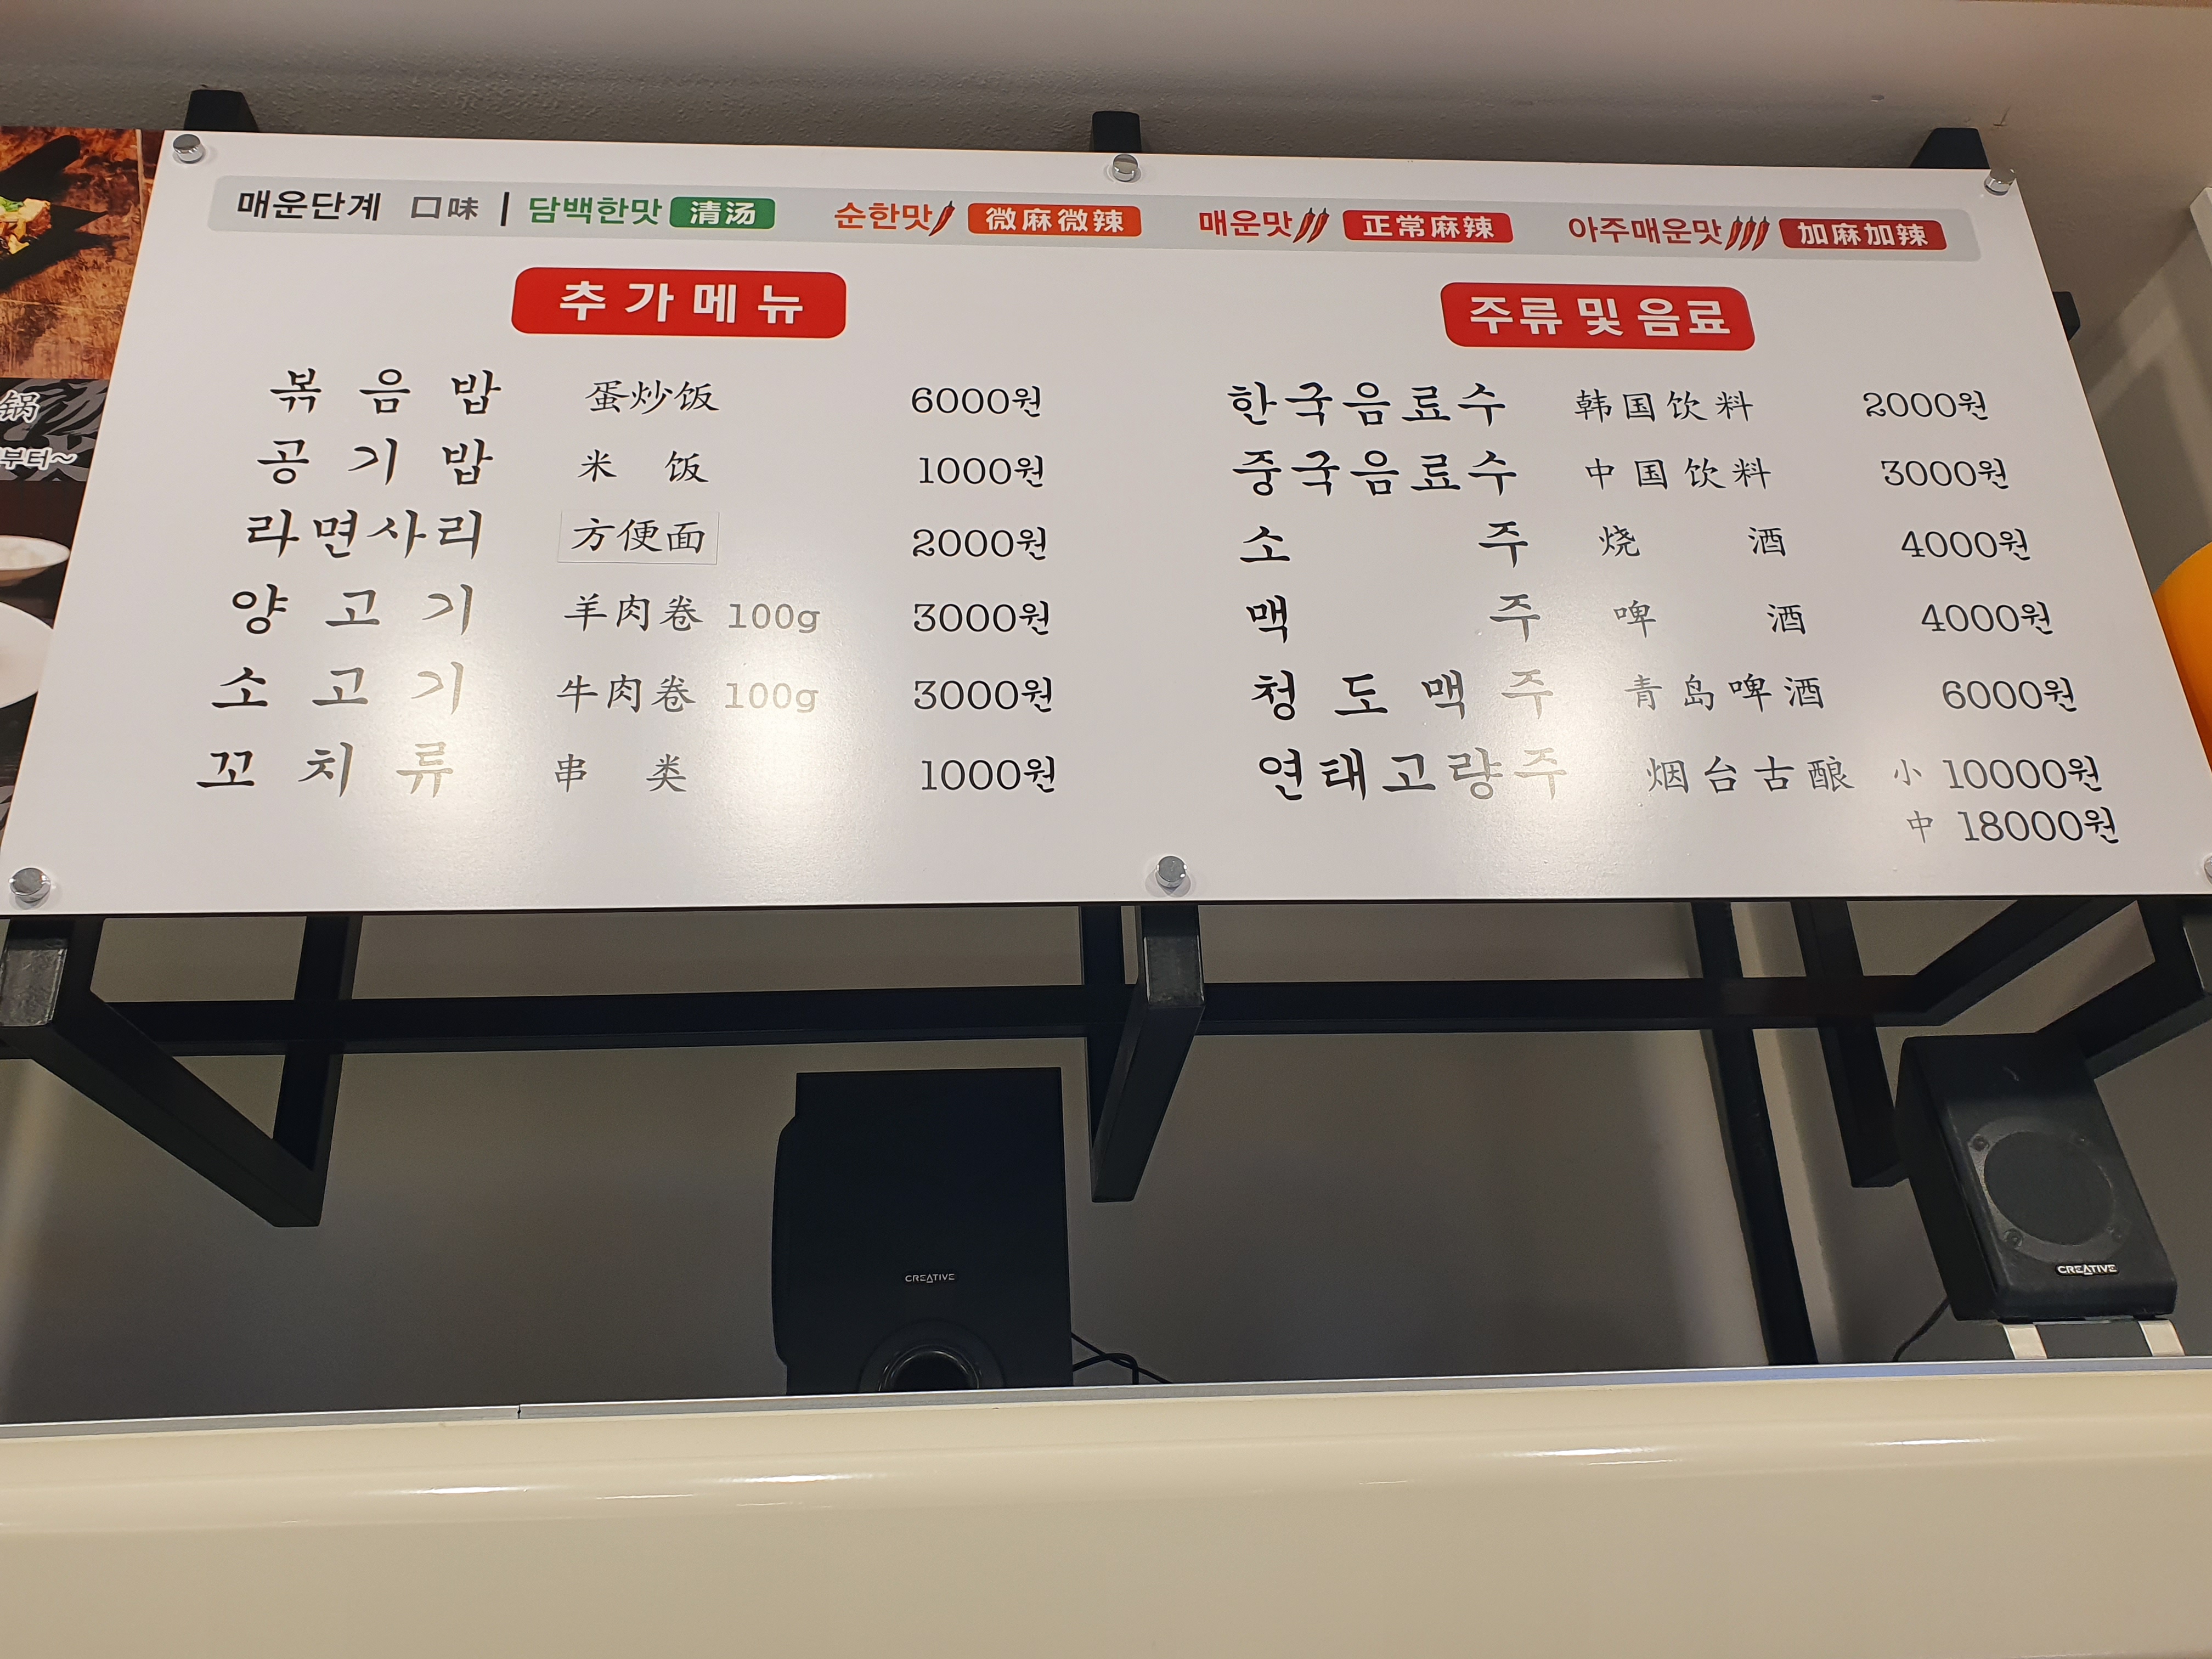 매운단계 口味 | 담백한맛 清汤 순한맛 微麻微辣 매운맛 正常麻辣 아주매운맛 加麻加辣
추가메뉴
볶음밥 蛋炒饭 6000원
공기밥 米饭 1000원
라면사리 方便面 2000원
양고기 羊肉卷 100g 3000원
소고기 牛肉卷 100g 3000원
꼬치류 串类 1000원
주류 및 음료
한국음료수 韩国饮料 2000원
중국음료수 中国饮料 3000원
소주 烧酒 4000원
맥주 啤酒 4000원
청도맥주 青岛啤酒 6000원
연태고량주 烟台古酿 小 10000원
中 18000원
锅
부터~
CREATIVE
CREATIVE